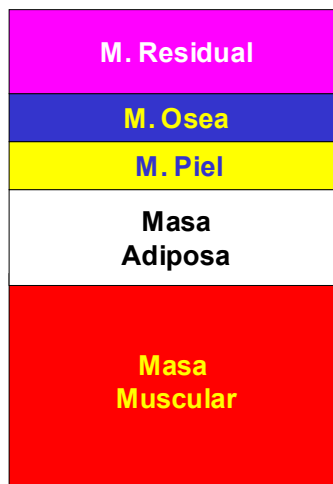 M. Residual
M. Osea
M. Piel
Masa
Adiposa
Masa
Muscular